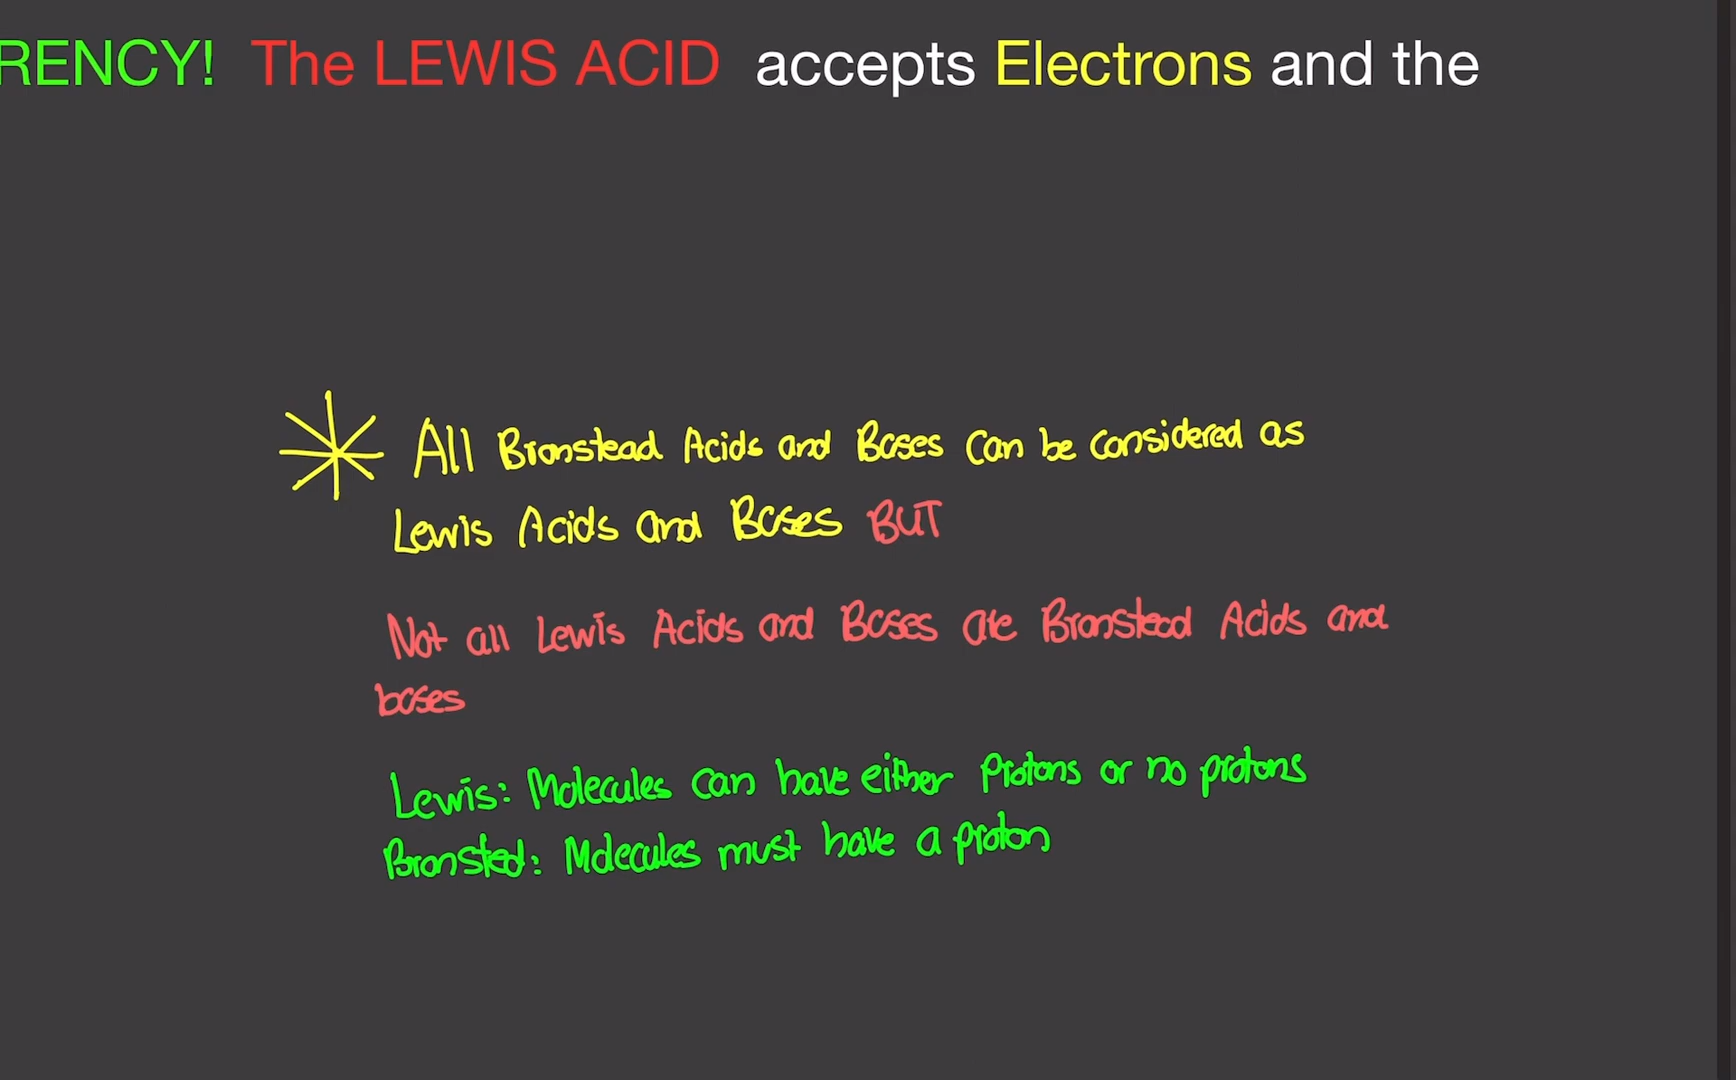 RENCY! The LEWIS ACID accepts Electrons and the
All Bronstead Acids and Bases can be considered as
Lewis Acids and Bases BUT
Not all Lewis Acids and Bases are Bronstead Acids and
bases
Lewis: Molecules can have either Protons or no protons
Bronsted: Molecules must have a proton